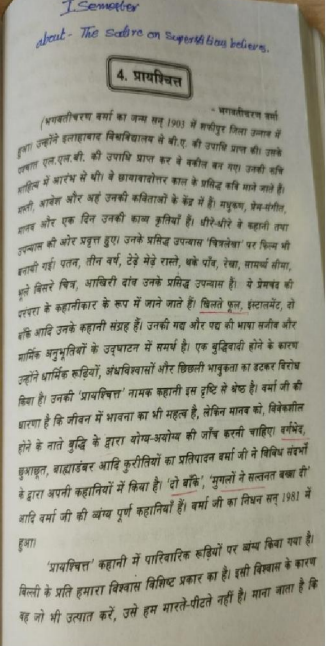 I Semester
about - The Satire on Superstitious believers.
4. प्रायश्चित्त
- भगवतीचरण वर्मा
(भगवतीचरण वर्मा का जन्म सन् 1903 में शफीपुर जिला उन्नाव में
हुआ। उन्होंने इलाहाबाद विश्वविद्यालय से बी.ए. की उपाधि प्राप्त की। उसके
पश्चात एल.एल.बी. की उपाधि प्राप्त कर वे वकील बन गए। उनकी रुचि
साहित्य में आरंभ से थी। वे छायावादोत्तर काल के प्रसिद्ध कवि माने जाते हैं।
मस्ती, आवेश और अहं उनकी कविताओं के केंद्र में हैं। मधुकण, प्रेम-संगीत,
मानव और एक दिन उनकी काव्य कृतियाँ हैं। धीरे-धीरे वे कहानी तथा
उपन्यास की ओर प्रवृत्त हुए। उनके प्रसिद्ध उपन्यास 'चित्रलेखा' पर फिल्म भी
बनायी गई। पतन, तीन वर्ष, टेढ़े मेढ़े रास्ते, थके पाँव, रेखा, सामर्थ्य सीमा,
भूले बिसरे चित्र, आखिरी दांव उनके प्रसिद्ध उपन्यास हैं। ये प्रेमचंद की
परंपरा के कहानीकार के रूप में जाने जाते हैं। खिलते फूल, इंस्टालमेंट, दो
बाँके आदि उनके कहानी संग्रह हैं। उनकी गद्य और पद्य की भाषा सजीव और
मार्मिक अनुभूतियों के उद्घाटन में समर्थ है। एक बुद्धिवादी होने के कारण
उन्होंने धार्मिक रूढ़ियों, अंधविश्वासों और छिछली भावुकता का डटकर विरोध
किया है। उनकी 'प्रायश्चित्त' नामक कहानी इस दृष्टि से श्रेष्ठ है। वर्मा जी की
धारणा है कि जीवन में भावना का भी महत्व है, लेकिन मानव को, विवेकशील
होने के नाते बुद्धि के द्वारा योग्य-अयोग्य की जाँच करनी चाहिए। वर्गभेद,
छुआछूत, बाह्याडंबर आदि कुरीतियों का प्रतिपादन वर्मा जी ने विविध संदर्भों
के द्वारा अपनी कहानियों में किया है। 'दो बाँके', 'मुगलों ने सल्तनत बख्श दी'
आदि वर्मा जी की व्यंग्य पूर्ण कहानियाँ हैं। वर्मा जी का निधन सन् 1981 में
हुआ।
'प्रायश्चित्त' कहानी में पारिवारिक रूढ़ियों पर व्यंग्य किया गया है।
बिल्ली के प्रति हमारा विश्वास विशिष्ट प्रकार का है। इसी विश्वास के कारण
वह जो भी उत्पात करें, उसे हम मारते-पीटते नहीं है। माना जाता है कि